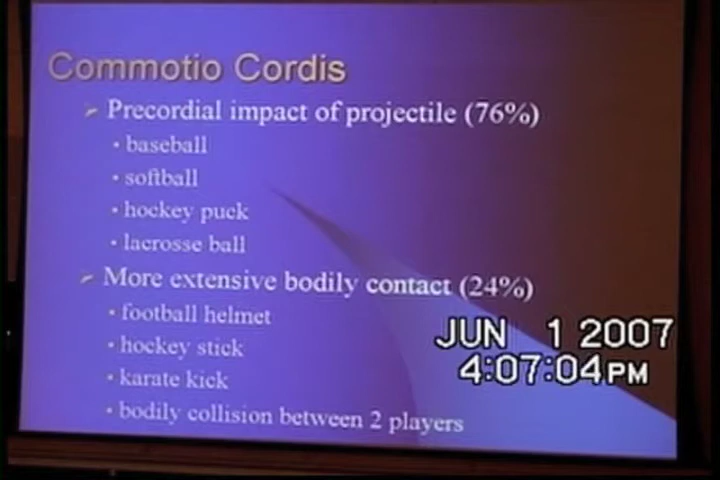 Commotio Cordis
➢ Precordial impact of projectile (76%)
• baseball
• softball
• hockey puck
• lacrosse ball
➢ More extensive bodily contact (24%)
• football helmet
• hockey stick
• karate kick
• bodily collision between 2 players
JUN 1 2007
4:07:04PM